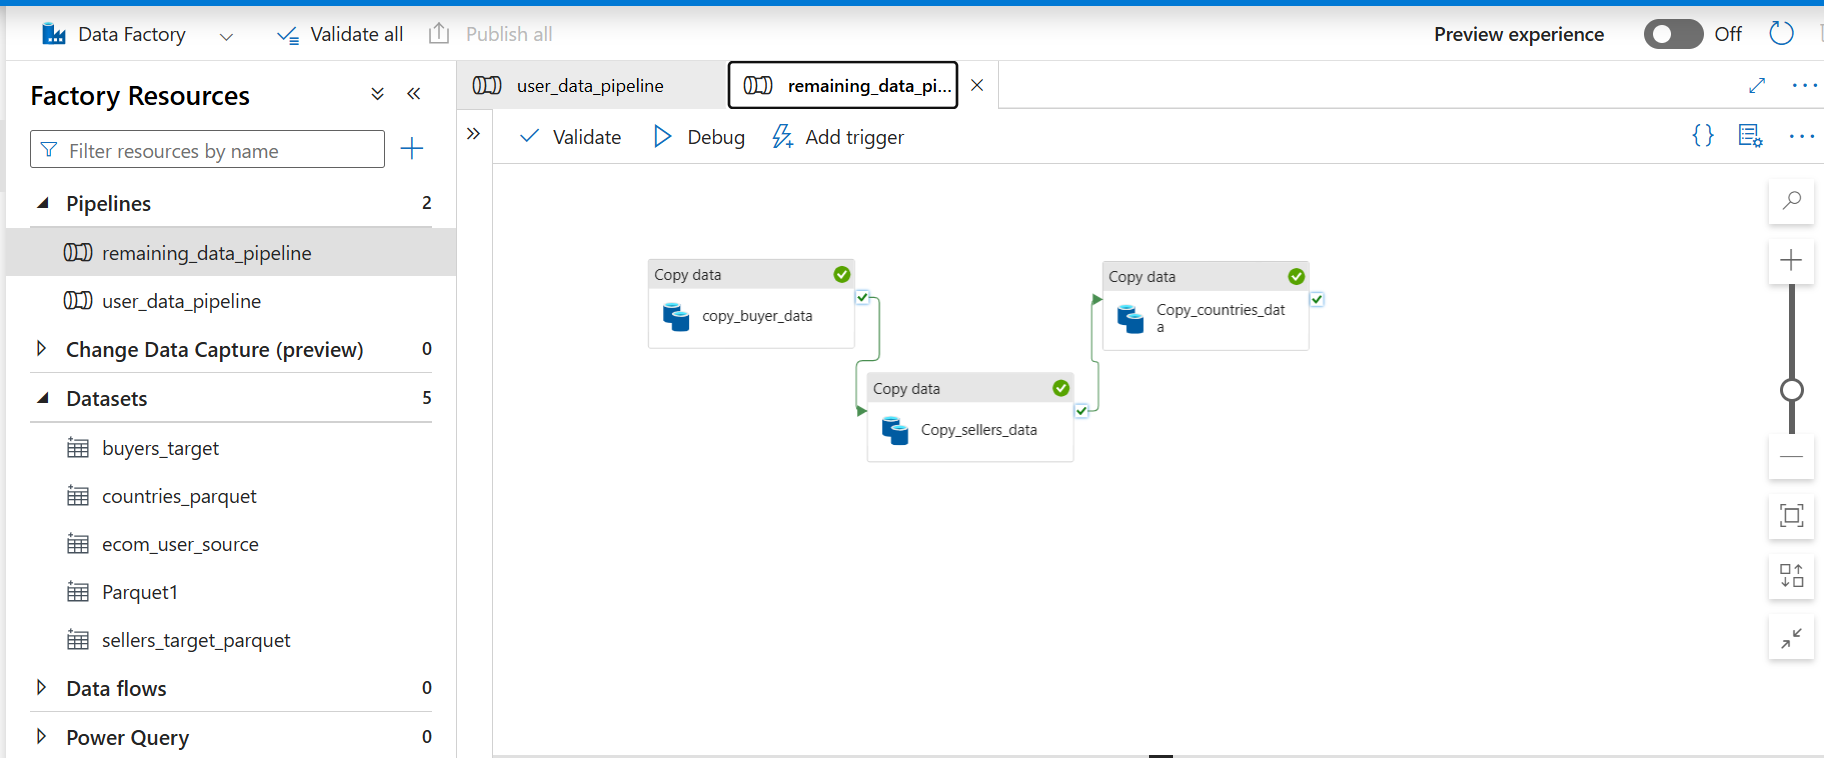 Data Factory
Validate all
Publish all
Preview experience
Off
Factory Resources
Filter resources by name
Pipelines 2
remaining_data_pipeline
user_data_pipeline
Change Data Capture (preview) 0
Datasets 5
buyers_target
countries_parquet
ecom_user_source
Parquet1
sellers_target_parquet
Data flows 0
Power Query 0
user_data_pipeline
remaining_data_pi...
Validate
Debug
Add trigger
Copy data
copy_buyer_data
Copy data
Copy_sellers_data
Copy data
Copy_countries_dat
a